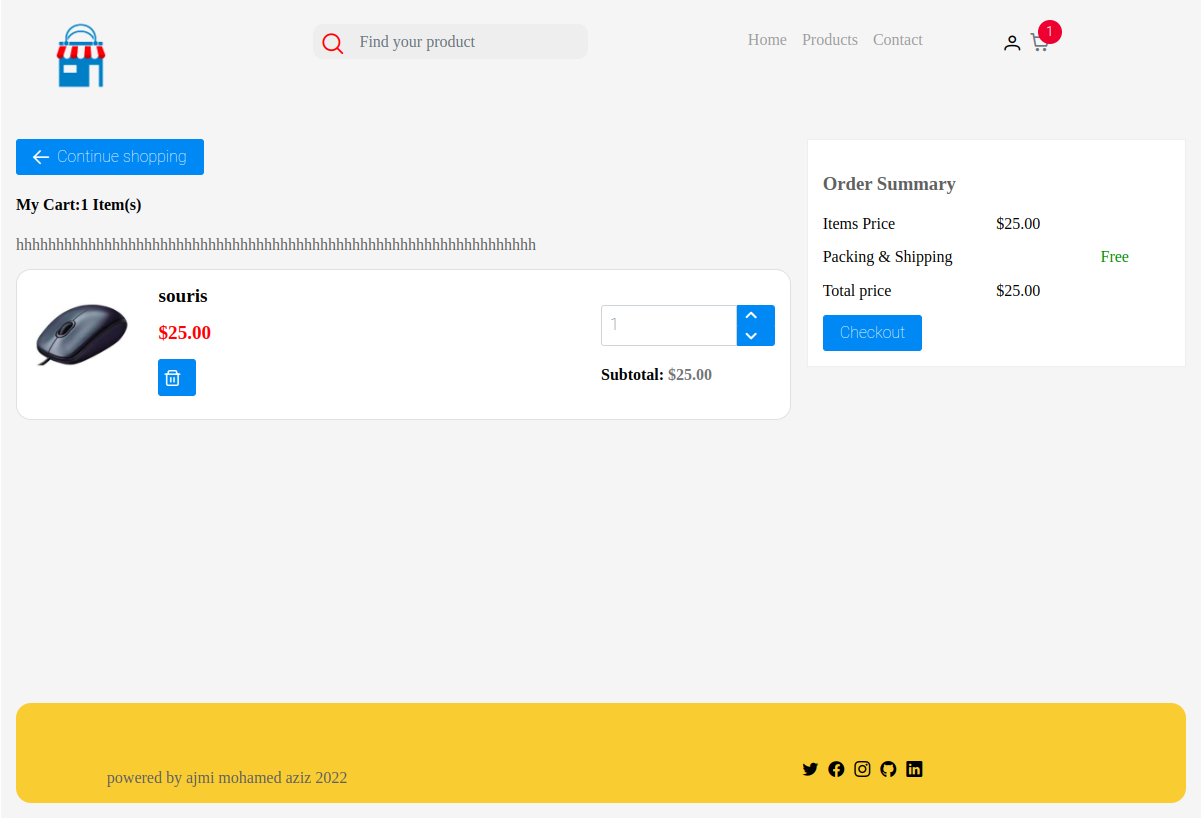 Find your product
Home Products Contact
1
Continue shopping
My Cart:1 Item(s)
souris
$25.00
1
Subtotal: $25.00
Order Summary
Items Price $25.00
Packing & Shipping Free
Total price $25.00
Checkout
powered by ajmi mohamed aziz 2022